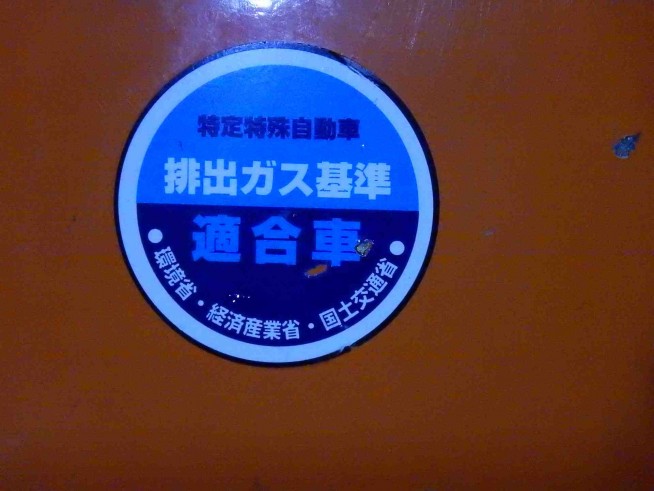 特定特殊自動車
排出ガス基準
適合車
環境省・経済産業省・国土交通省